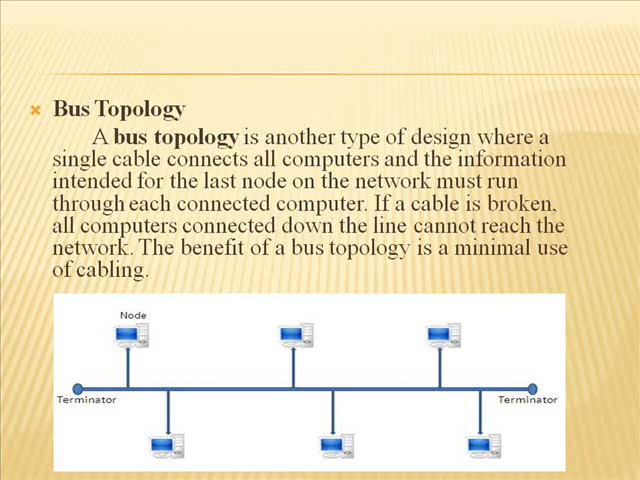 Bus Topology
A bus topology is another type of design where a
single cable connects all computers and the information
intended for the last node on the network must run
through each connected computer. If a cable is broken,
all computers connected down the line cannot reach the
network. The benefit of a bus topology is a minimal use
of cabling.
Node
Terminator
Terminator